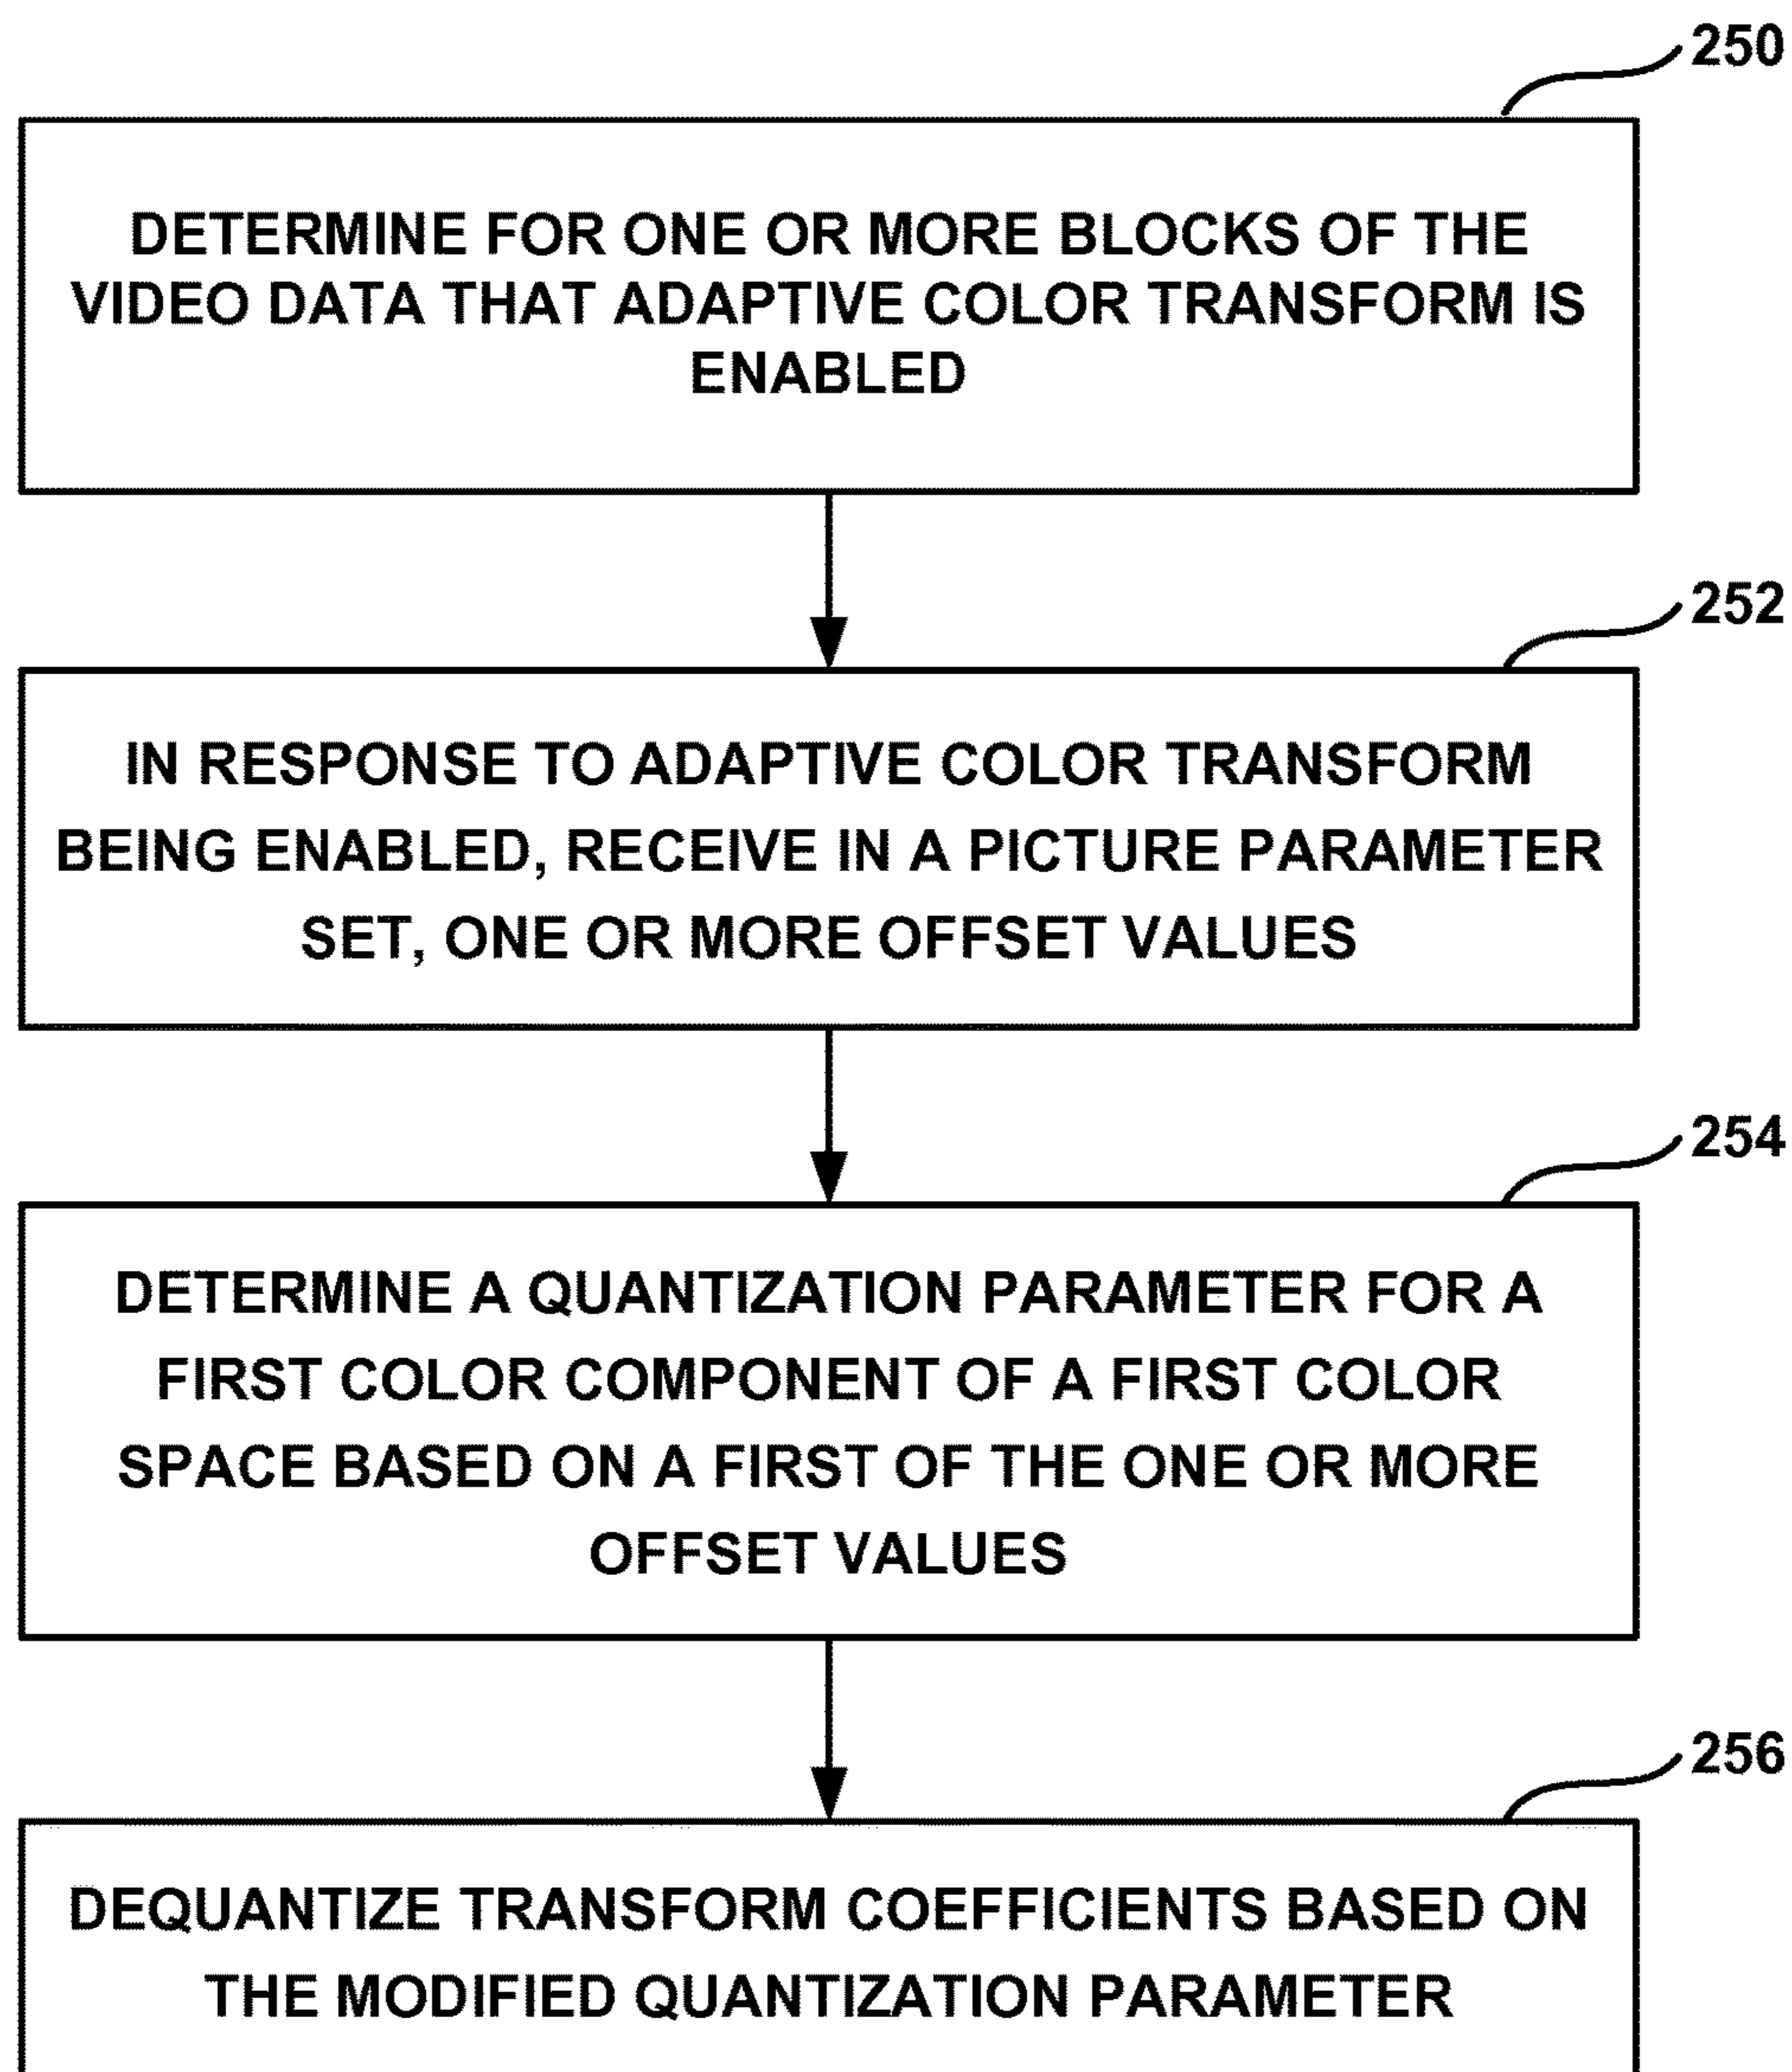 250
DETERMINE FOR ONE OR MORE BLOCKS OF THE
VIDEO DATA THAT ADAPTIVE COLOR TRANSFORM IS
ENABLED
252
IN RESPONSE TO ADAPTIVE COLOR TRANSFORM
BEING ENABLED, RECEIVE IN A PICTURE PARAMETER
SET, ONE OR MORE OFFSET VALUES
254
DETERMINE A QUANTIZATION PARAMETER FOR A
FIRST COLOR COMPONENT OF A FIRST COLOR
SPACE BASED ON A FIRST OF THE ONE OR MORE
OFFSET VALUES
256
DEQUANTIZE TRANSFORM COEFFICIENTS BASED ON
THE MODIFIED QUANTIZATION PARAMETER